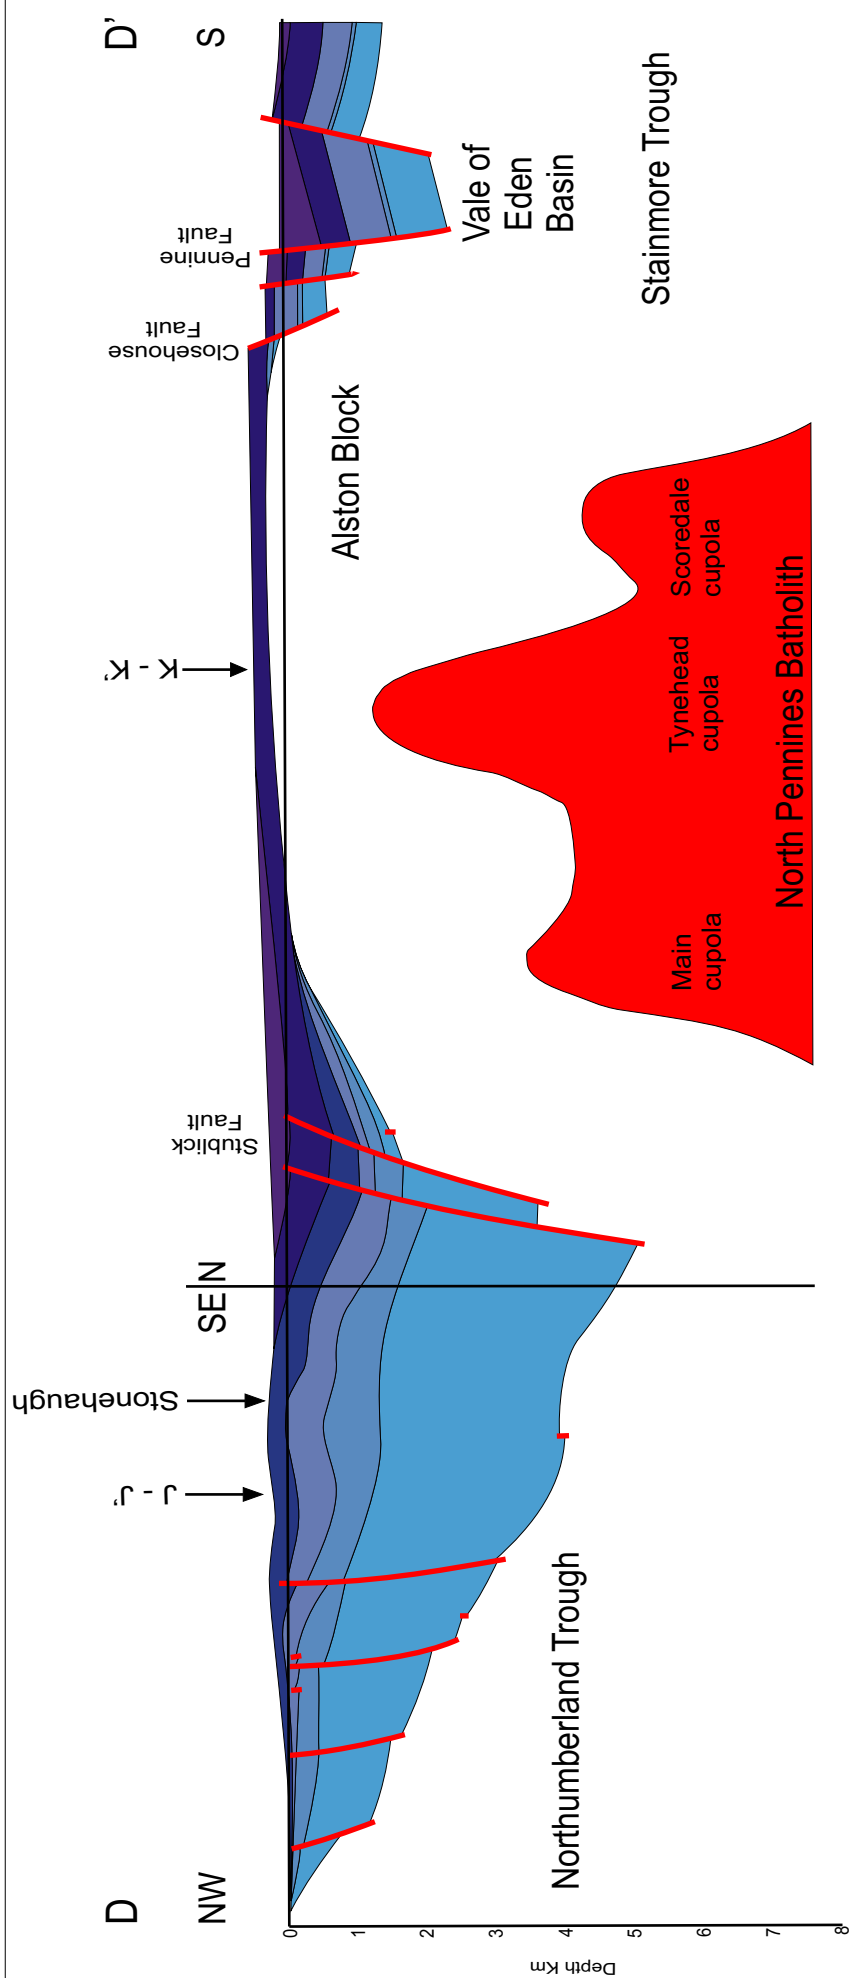 D
D'
NW
SE
N
S
J - J'
Stonehaugh
Stublick
Fault
K - K'
Closehouse
Fault
Pennine
Fault
Alston Block
Vale of
Eden
Basin
Stainmore Trough
Northumberland Trough
Main
cupola
Tynehead
cupola
Scoredale
cupola
North Pennines Batholith
0
1
2
3
4
5
6
7
8
Depth Km